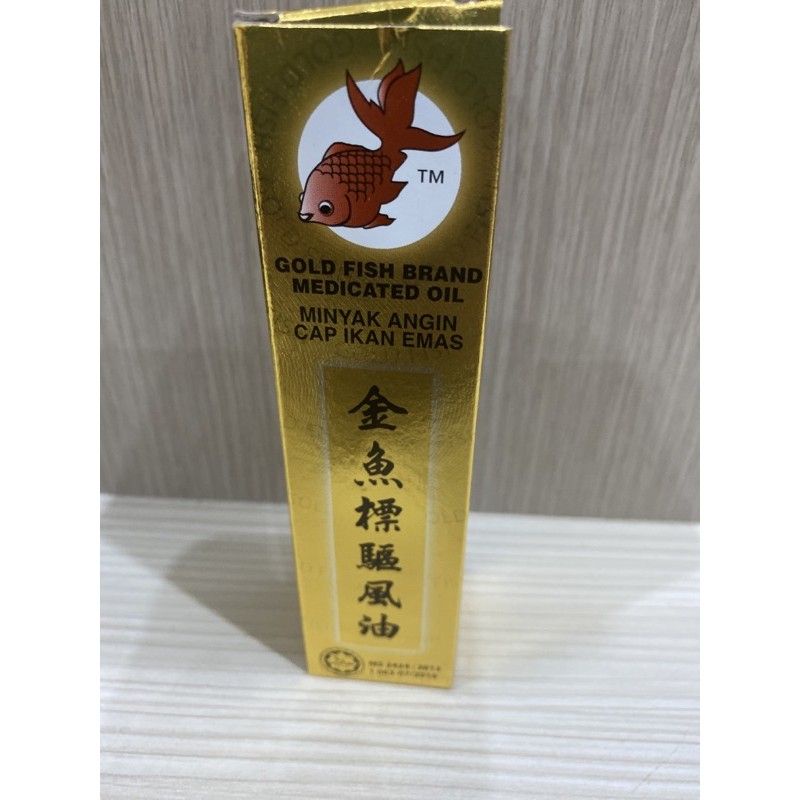 TM
GOLD FISH BRAND
MEDICATED OIL
MINYAK ANGIN
CAP IKAN EMAS
金魚標驅風油